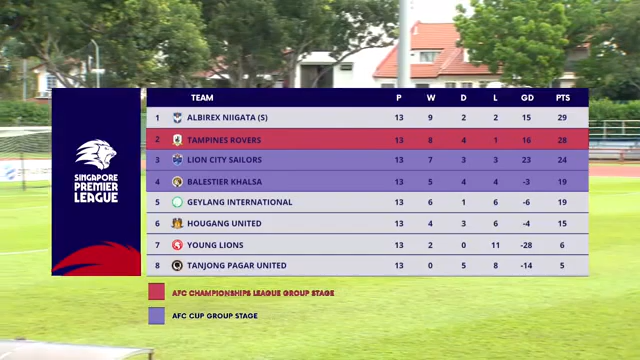 TEAM P W D L GD PTS
1 ALBIREX NIIGATA (S) 13 9 2 2 15 29
2 TAMPINES ROVERS 13 8 4 1 16 28
3 LION CITY SAILORS 13 7 3 3 23 24
4 BALESTIER KHALSA 13 5 4 4 -3 19
5 GEYLANG INTERNATIONAL 13 6 1 6 -6 19
6 HOUGANG UNITED 13 4 3 6 -4 15
7 YOUNG LIONS 13 2 0 11 -28 6
8 TANJONG PAGAR UNITED 13 0 5 8 -14 5
SINGAPORE
PREMIER
LEAGUE
AFC CHAMPIONSHIPS LEAGUE GROUP STAGE
AFC CUP GROUP STAGE